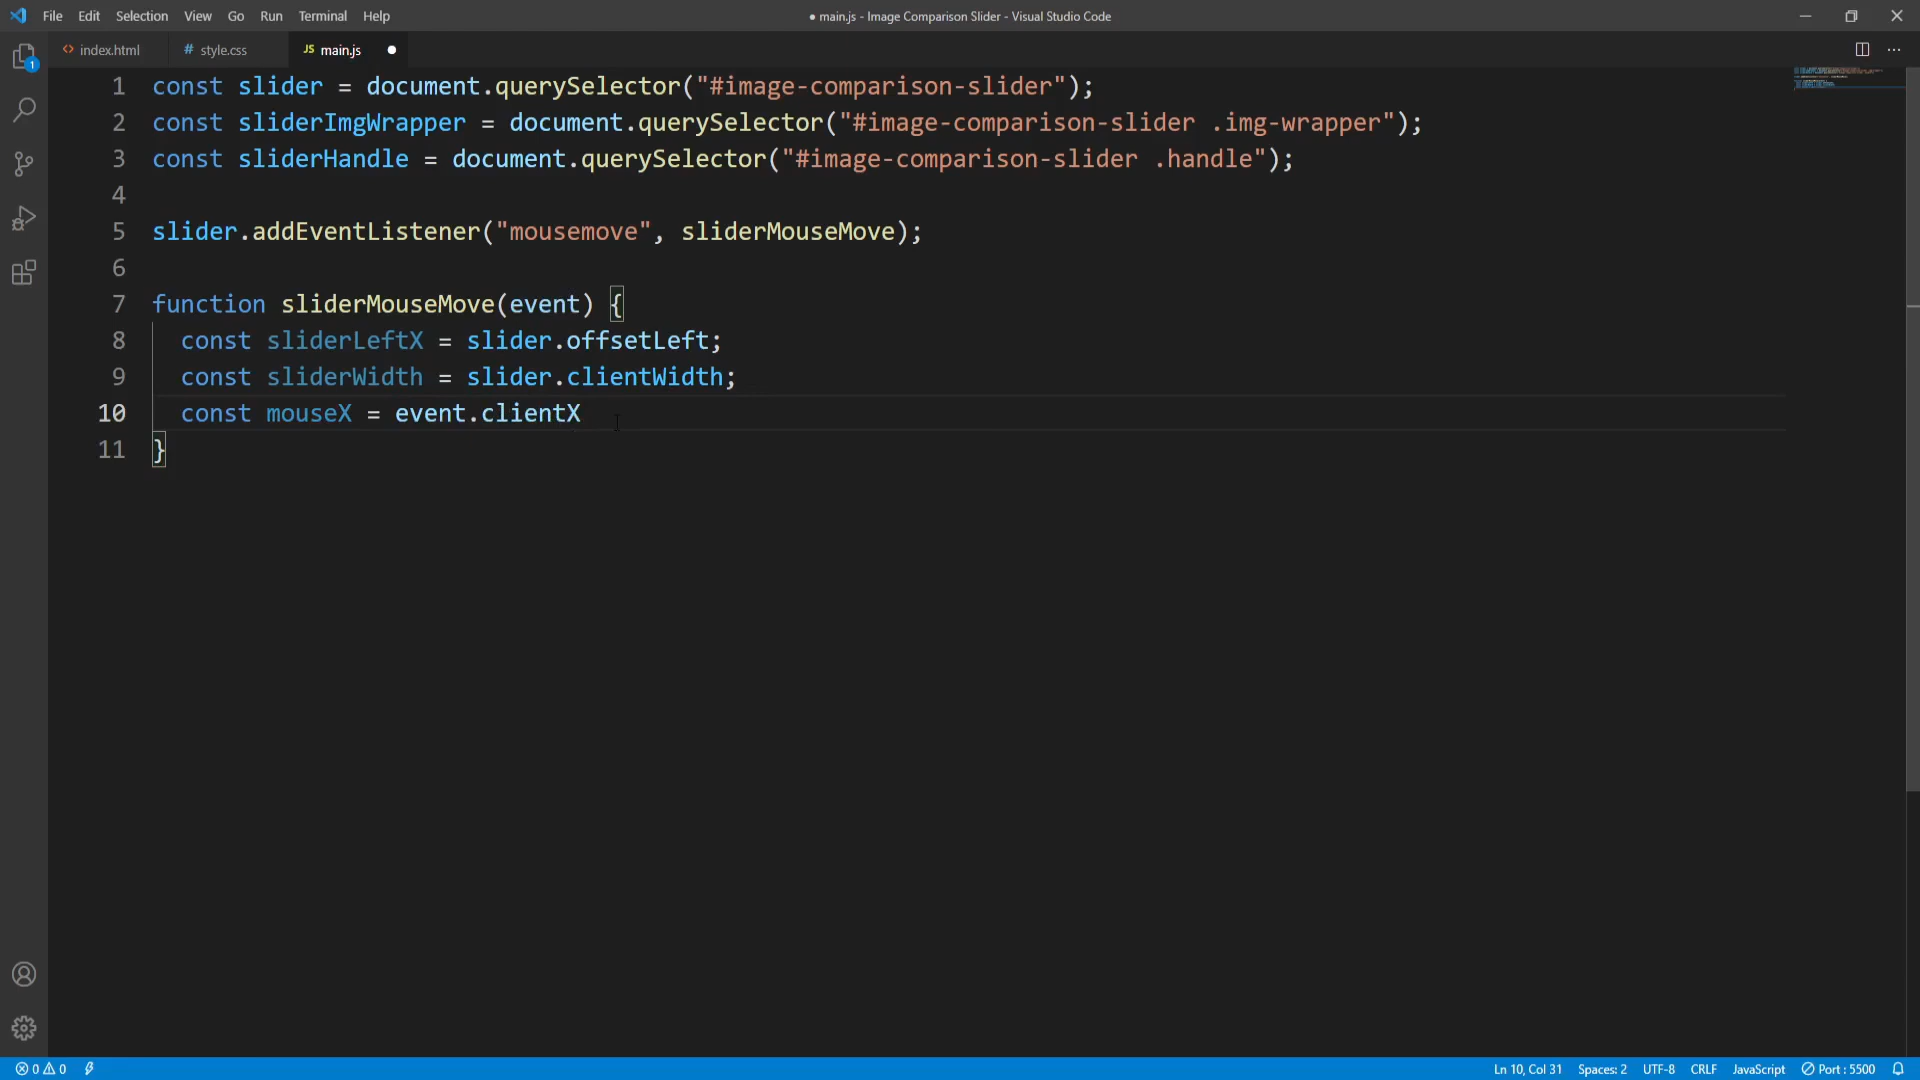 File Edit Selection View Go Run Terminal Help
● main.js - Image Comparison Slider - Visual Studio Code
index.html
# style.css
JS main.js ●
1 const slider = document.querySelector("#image-comparison-slider");
2 const sliderImgWrapper = document.querySelector("#image-comparison-slider .img-wrapper");
3 const sliderHandle = document.querySelector("#image-comparison-slider .handle");
4
5 slider.addEventListener("mousemove", sliderMouseMove);
6
7 function sliderMouseMove(event) {
8 const sliderLeftX = slider.offsetLeft;
9 const sliderWidth = slider.clientWidth;
10 const mouseX = event.clientX
11 }
1
0 0
Ln 10, Col 31 Spaces: 2 UTF-8 CRLF JavaScript Port : 5500